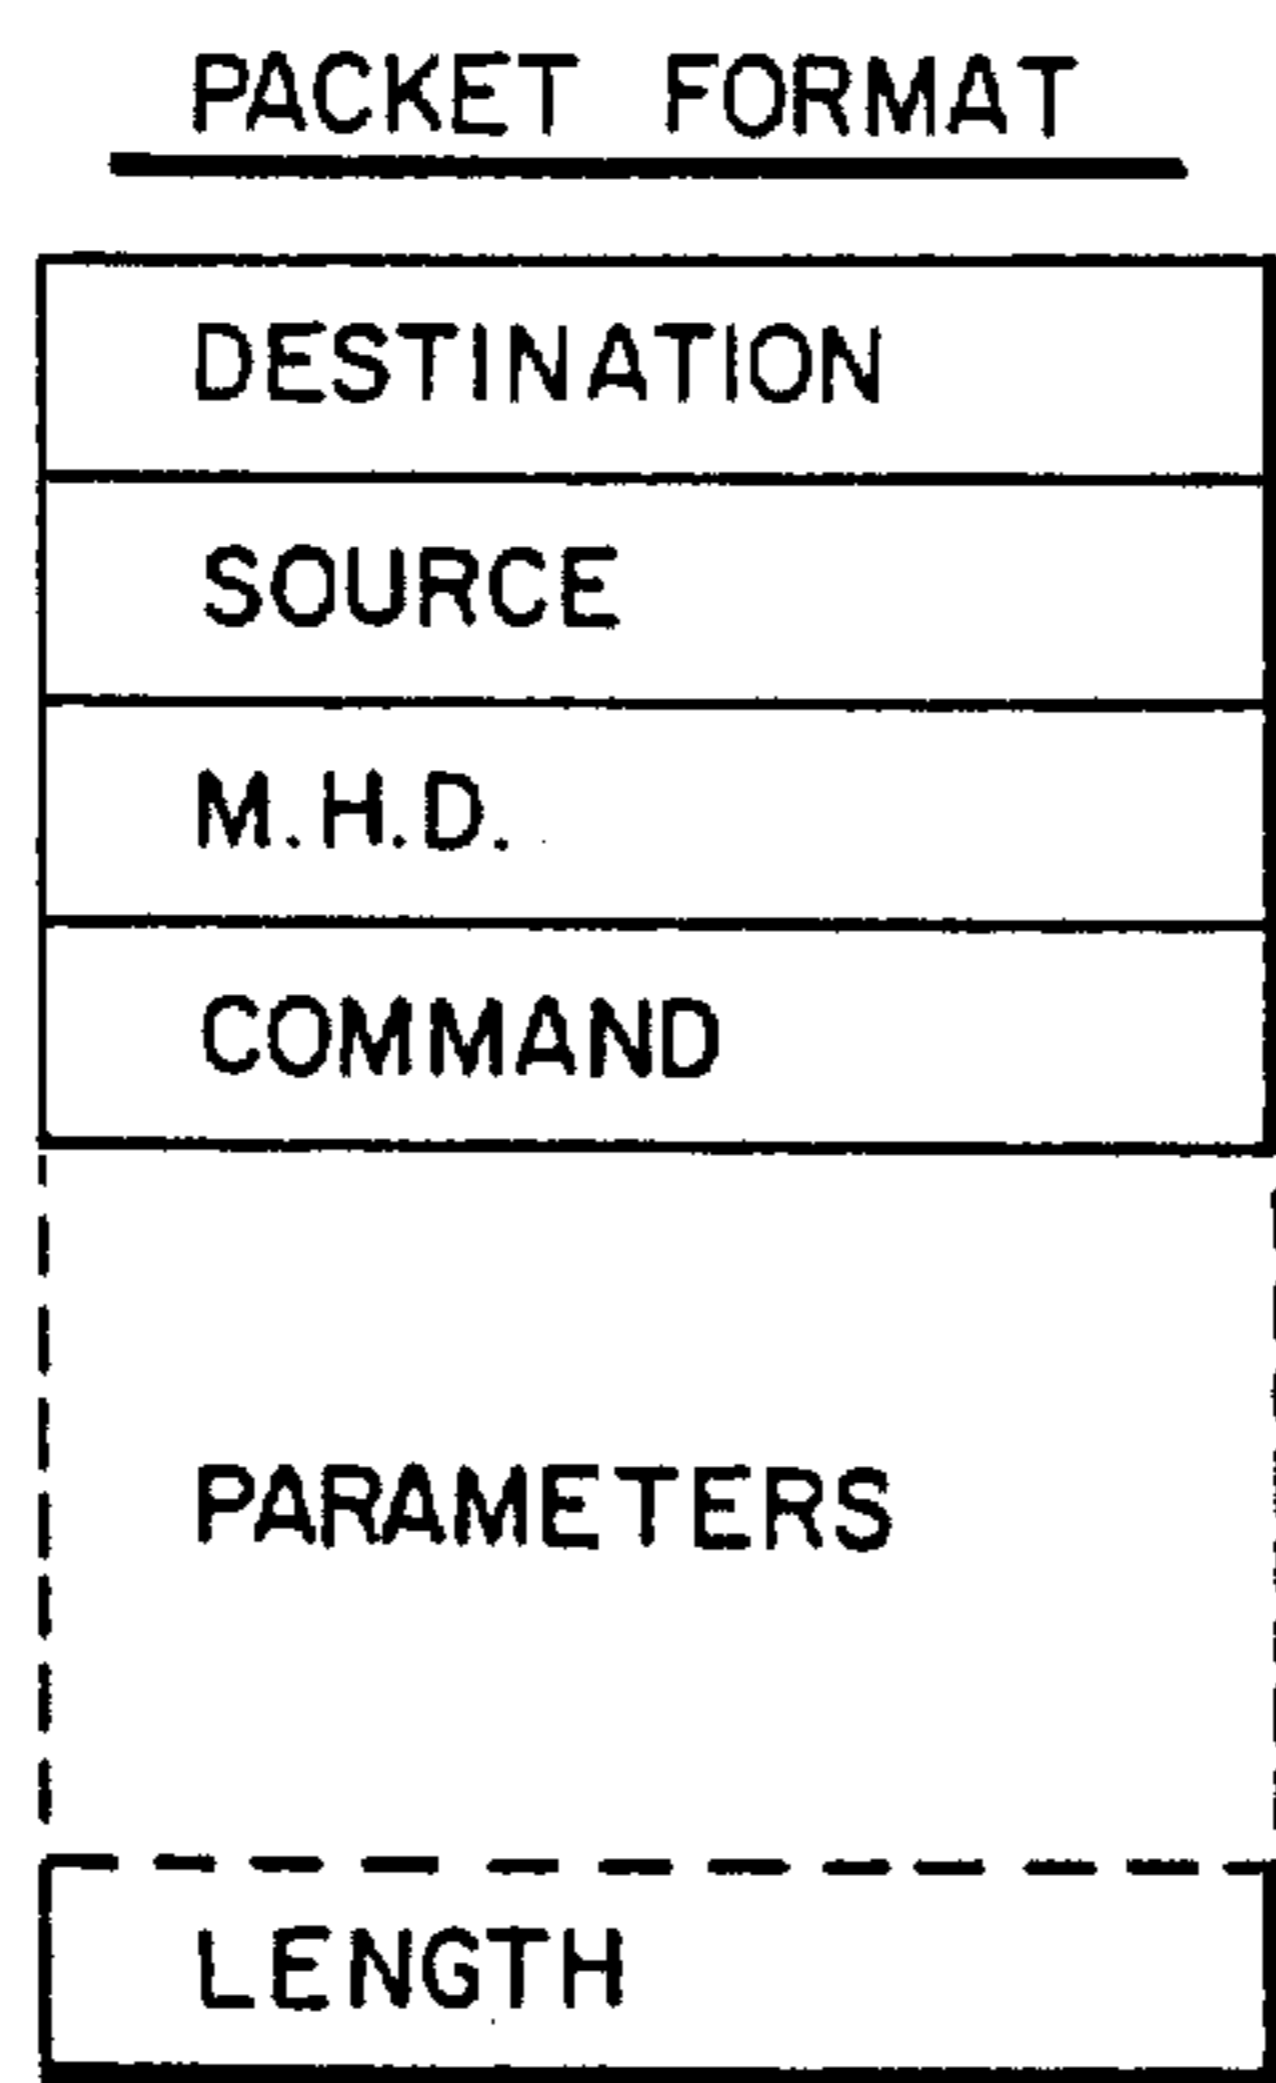 PACKET FORMAT
DESTINATION
SOURCE
M.H.D.
COMMAND
PARAMETERS
LENGTH